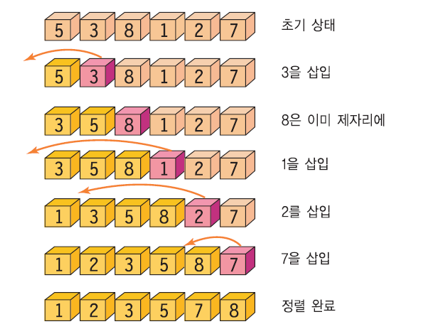 5 3 8 1 2 7 초기 상태
5 3 8 1 2 7 3을 삽입
3 5 8 1 2 7 8은 이미 제자리에
3 5 8 1 2 7 1을 삽입
1 3 5 8 2 7 2를 삽입
1 2 3 5 8 7 7을 삽입
1 2 3 5 7 8 정렬 완료